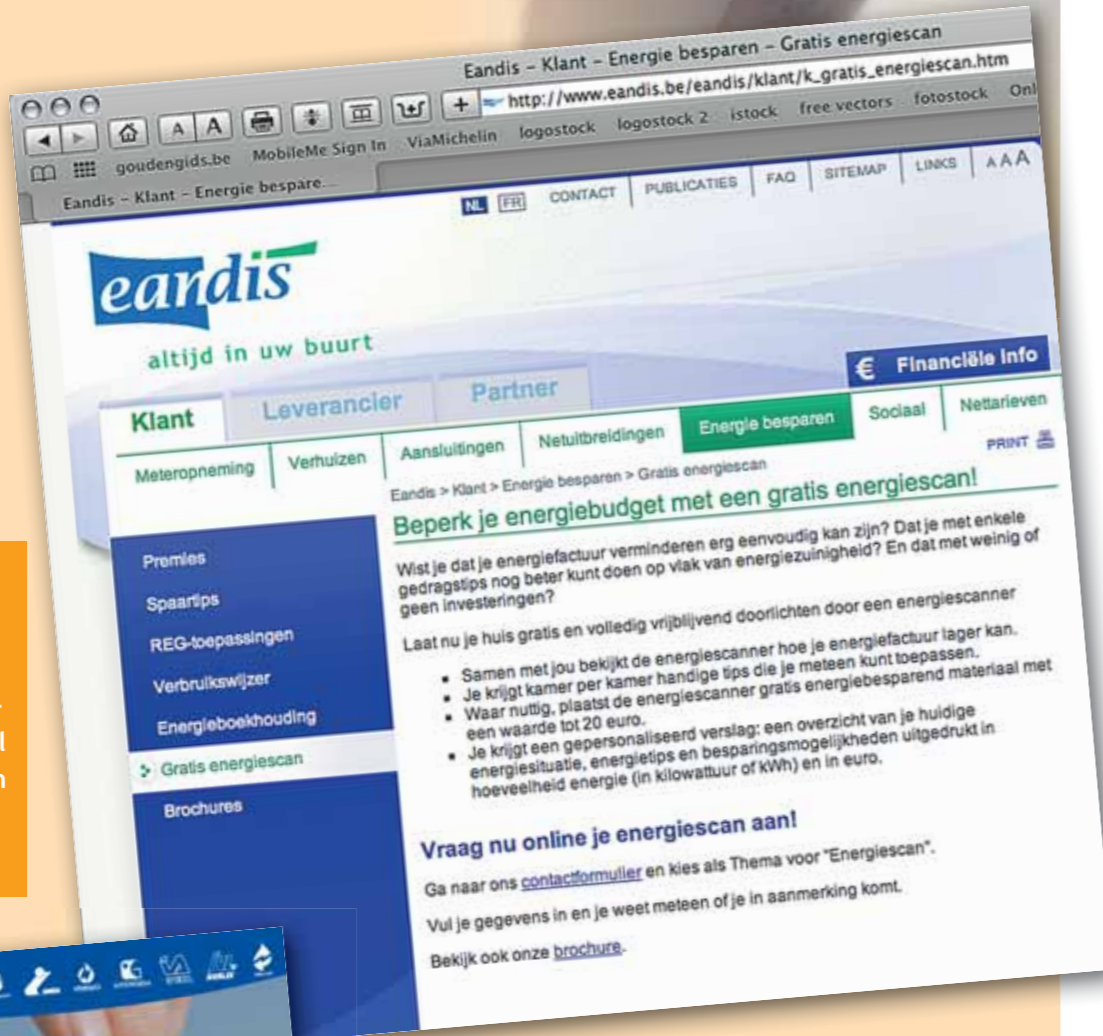 Eandis – Klant – Energie besparen – Gratis energiescan
http://www.eandis.be/eandis/klant/k_gratis_energiescan.htm
A A
goudengids.be MobileMe Sign In ViaMichelin logostock logostock 2 istock free vectors fotostock Onl
Eandis – Klant – Energie bespare...
NL FR CONTACT PUBLICATIES FAQ SITEMAP LINKS A A A
eandis
altijd in uw buurt
€ Financiële info
Klant Leverancier Partner
Meteropneming Verhuizen Aansluitingen Netuitbreidingen Energie besparen Sociaal Nettarieven
PRINT
Eandis > Klant > Energie besparen > Gratis energiescan
Premies
Spaartips
REG-toepassingen
Verbruikswijzer
Energieboekhouding
Gratis energiescan
Brochures
Beperk je energiebudget met een gratis energiescan!
Wist je dat je energiefactuur verminderen erg eenvoudig kan zijn? Dat je met enkele
gedragstips nog beter kunt doen op vlak van energiezuinigheid? En dat met weinig of
geen investeringen?
Laat nu je huis gratis en volledig vrijblijvend doorlichten door een energiescanner
• Samen met jou bekijkt de energiescanner hoe je energiefactuur lager kan.
• Je krijgt kamer per kamer handige tips die je meteen kunt toepassen.
• Waar nuttig, plaatst de energiescanner gratis energiebesparend materiaal met
een waarde tot 20 euro.
• Je krijgt een gepersonaliseerd verslag: een overzicht van je huidige
energiesituatie, energietips en besparingsmogelijkheden uitgedrukt in
hoeveelheid energie (in kilowattuur of kWh) en in euro.
Vraag nu online je energiescan aan!
Ga naar ons contactformulier en kies als Thema voor "Energiescan".
Vul je gegevens in en je weet meteen of je in aanmerking komt.
Bekijk ook onze brochure.